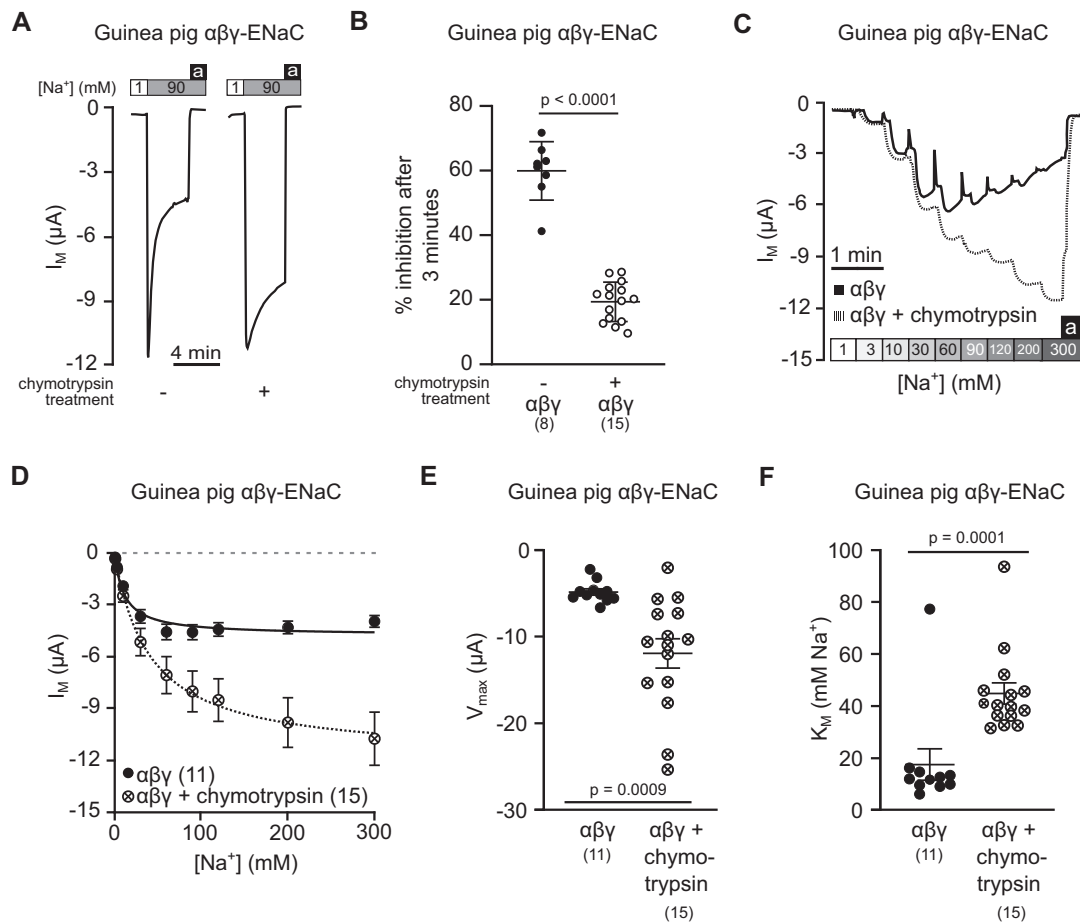 A
Guinea pig αβγ-ENaC
a
a
[Na⁺] (mM)
1
90
1
90
0
-3
-6
-9
-12
I_M (µA)
4 min
chymotrypsin
treatment
-
+
B
Guinea pig αβγ-ENaC
p < 0.0001
100
80
60
40
20
0
% inhibition after
3 minutes
chymotrypsin
treatment
-
+
αβγ
αβγ
(8)
(15)
C
Guinea pig αβγ-ENaC
0
-3
-6
-9
-12
-15
I_M (µA)
1 min
αβγ
αβγ + chymotrypsin
a
1
3
10
30
60
90
120
200
300
[Na⁺] (mM)
D
Guinea pig αβγ-ENaC
0
-3
-6
-9
-12
-15
I_M (µA)
αβγ (11)
αβγ + chymotrypsin (15)
0
100
200
300
[Na⁺] (mM)
E
Guinea pig αβγ-ENaC
0
-10
-20
-30
V_max (µA)
p = 0.0009
αβγ
(11)
αβγ +
chymo-
trypsin
(15)
F
Guinea pig αβγ-ENaC
p = 0.0001
100
80
60
40
20
0
K_M (mM Na⁺)
αβγ
(11)
αβγ +
chymo-
trypsin
(15)